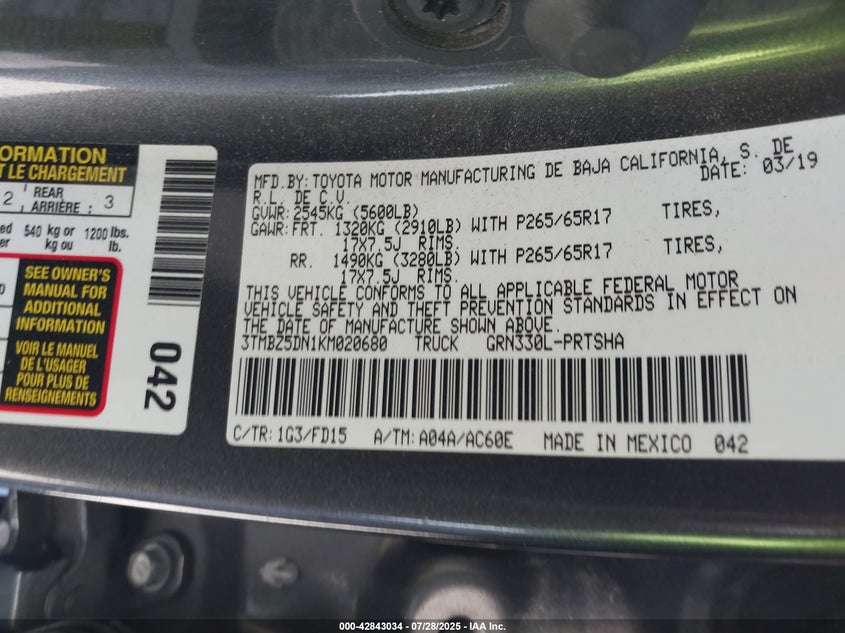 ORMATION
T LE CHARGEMENT
2 REAR ARRIÈRE : 3
540 kg or 1200 lbs.
kg ou lb.
SEE OWNER'S
MANUAL FOR
ADDITIONAL
INFORMATION
VOIR LE MANUEL
DE L'USAGER
POUR PLUS DE
RENSEIGNEMENTS
042
MFD.BY:TOYOTA MOTOR MANUFACTURING DE BAJA CALIFORNIA, S. DE
R.L. DE C.V. DATE: 03/19
GVWR:2545KG (5600LB)
GAWR:FRT. 1320KG (2910LB) WITH P265/65R17 TIRES,
17X7.5J RIMS.
RR. 1490KG (3280LB) WITH P265/65R17 TIRES,
17X7.5J RIMS.
THIS VEHICLE CONFORMS TO ALL APPLICABLE FEDERAL MOTOR
VEHICLE SAFETY AND THEFT PREVENTION STANDARDS IN EFFECT ON
THE DATE OF MANUFACTURE SHOWN ABOVE.
3TMBZ5DN1KM020680 TRUCK GRN330L-PRTSHA
C/TR:1G3/FD15 A/TM:A04A/AC60E MADE IN MEXICO 042
000-42843034 | 07/28/2025 | IAA Inc.